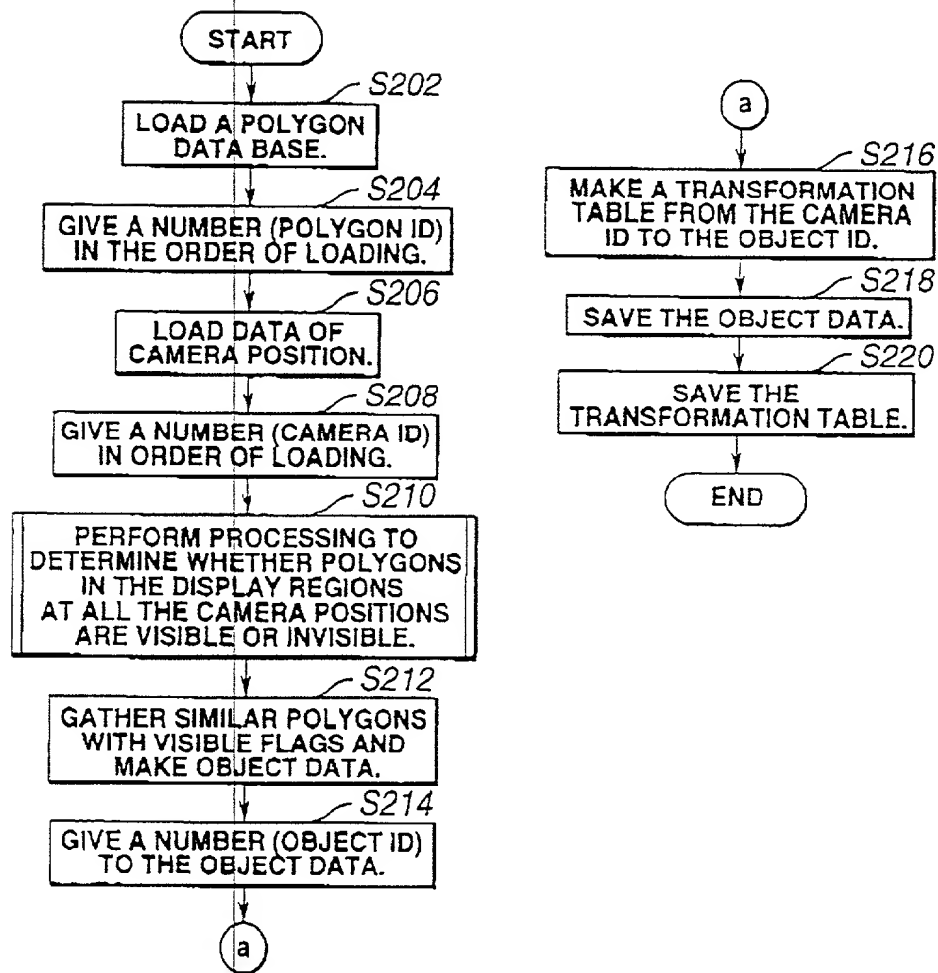 START
S202
LOAD A POLYGON
DATA BASE.
S204
GIVE A NUMBER (POLYGON ID)
IN THE ORDER OF LOADING.
S206
LOAD DATA OF
CAMERA POSITION.
S208
GIVE A NUMBER (CAMERA ID)
IN ORDER OF LOADING.
S210
PERFORM PROCESSING TO
DETERMINE WHETHER POLYGONS
IN THE DISPLAY REGIONS
AT ALL THE CAMERA POSITIONS
ARE VISIBLE OR INVISIBLE.
S212
GATHER SIMILAR POLYGONS
WITH VISIBLE FLAGS AND
MAKE OBJECT DATA.
S214
GIVE A NUMBER (OBJECT ID)
TO THE OBJECT DATA.
a
a
S216
MAKE A TRANSFORMATION
TABLE FROM THE CAMERA
ID TO THE OBJECT ID.
S218
SAVE THE OBJECT DATA.
S220
SAVE THE
TRANSFORMATION TABLE.
END